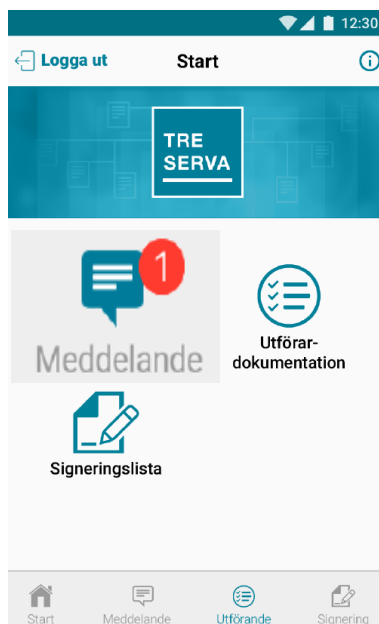 12:30
Logga ut
Start
TRE
SERVA
1
Meddelande
Utförar-
dokumentation
Signeringslista
Start
Meddelande
Utförande
Signering